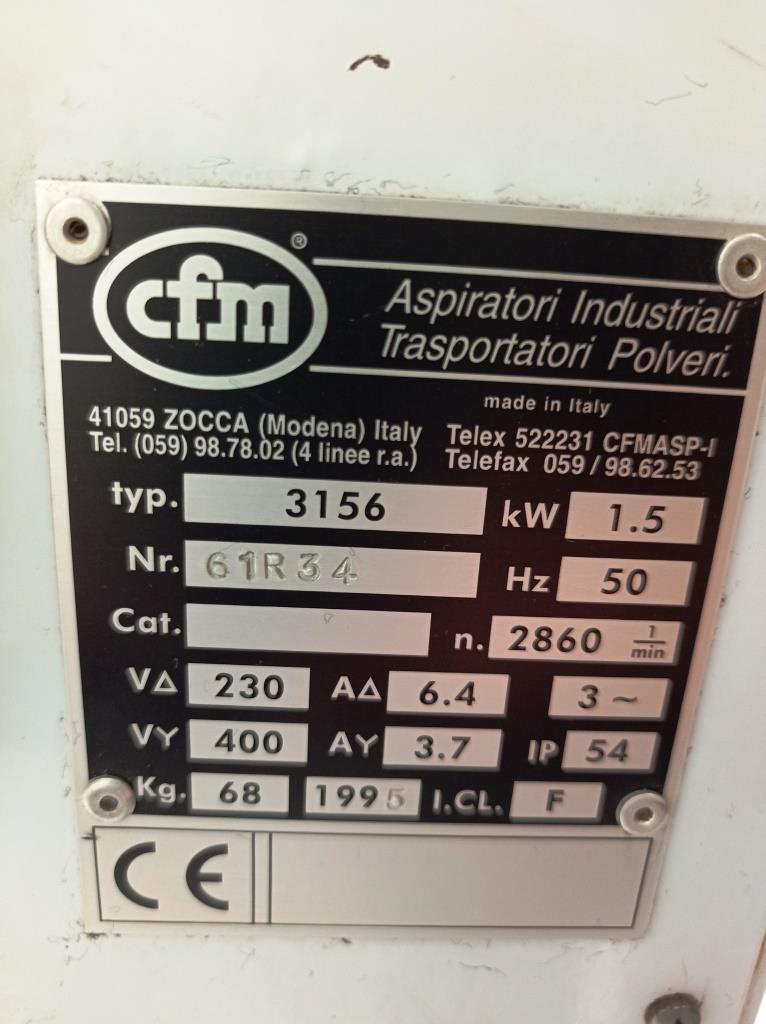 cfm ®
Aspiratori Industriali
Trasportatori Polveri.
made in Italy
41059 ZOCCA (Modena) Italy Telex 522231 CFMASP-I
Tel. (059) 98.78.02 (4 linee r.a.) Telefax 059/98.62.53
typ. 3156 kW 1.5
Nr. 61R34 Hz 50
Cat. n. 2860 1/min
V△ 230 A△ 6.4 3~
VY 400 AY 3.7 IP 54
Kg. 68 1995 I.CL. F
CE